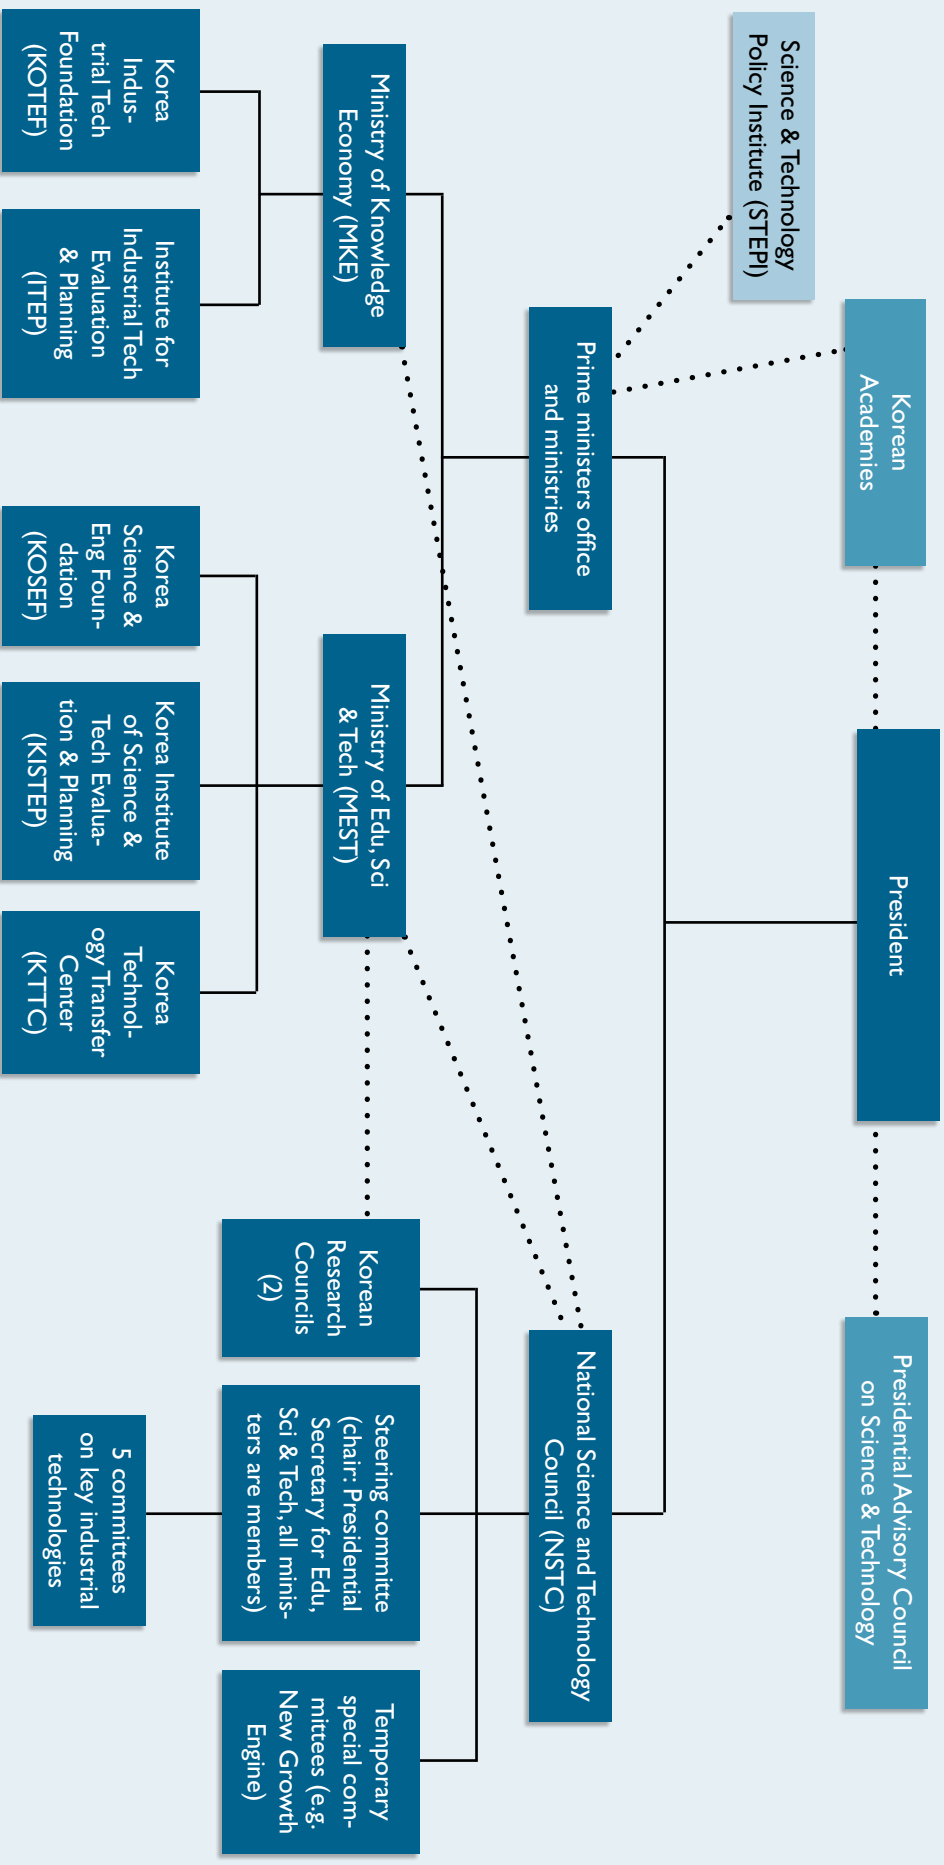 President
Korean
Academies
Presidential Advisory Council
on Science & Technology
Science & Technology
Policy Institute (STEPI)
Prime ministers office
and ministries
National Science and Technology
Council (NSTC)
Ministry of Knowledge
Economy (MKE)
Ministry of Edu, Sci
& Tech (MEST)
Korean
Research
Councils
(2)
Steering committe
(chair: Presidential
Secretary for Edu,
Sci & Tech, all minis-
ters are members)
Temporary
special com-
mittees (e.g.
New Growth
Engine)
Korea
Indus-
trial Tech
Foundation
(KOTEF)
Institute for
Industrial Tech
Evaluation
& Planning
(ITEP)
Korea
Science &
Eng Foun-
dation
(KOSEF)
Korea Institute
of Science &
Tech Evalua-
tion & Planning
(KISTEP)
Korea
Technol-
ogy Transfer
Center
(KTTC)
5 committees
on key industrial
technologies